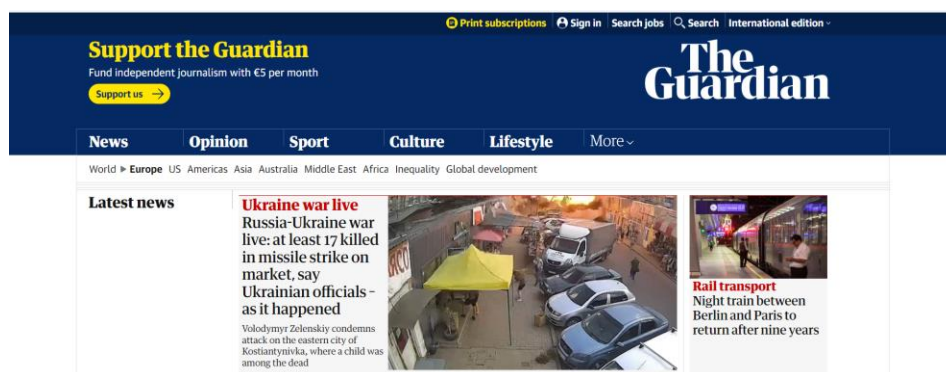 Print subscriptions Sign in Search jobs Search International edition
Support the Guardian
Fund independent journalism with €5 per month
Support us →
The
Guardian
News Opinion Sport Culture Lifestyle More
World ▶ Europe US Americas Asia Australia Middle East Africa Inequality Global development
Latest news
Ukraine war live
Russia-Ukraine war
live: at least 17 killed
in missile strike on
market, say
Ukrainian officials –
as it happened
Volodymyr Zelenskiy condemns
attack on the eastern city of
Kostiantynivka, where a child was
among the dead
Rail transport
Night train between
Berlin and Paris to
return after nine years